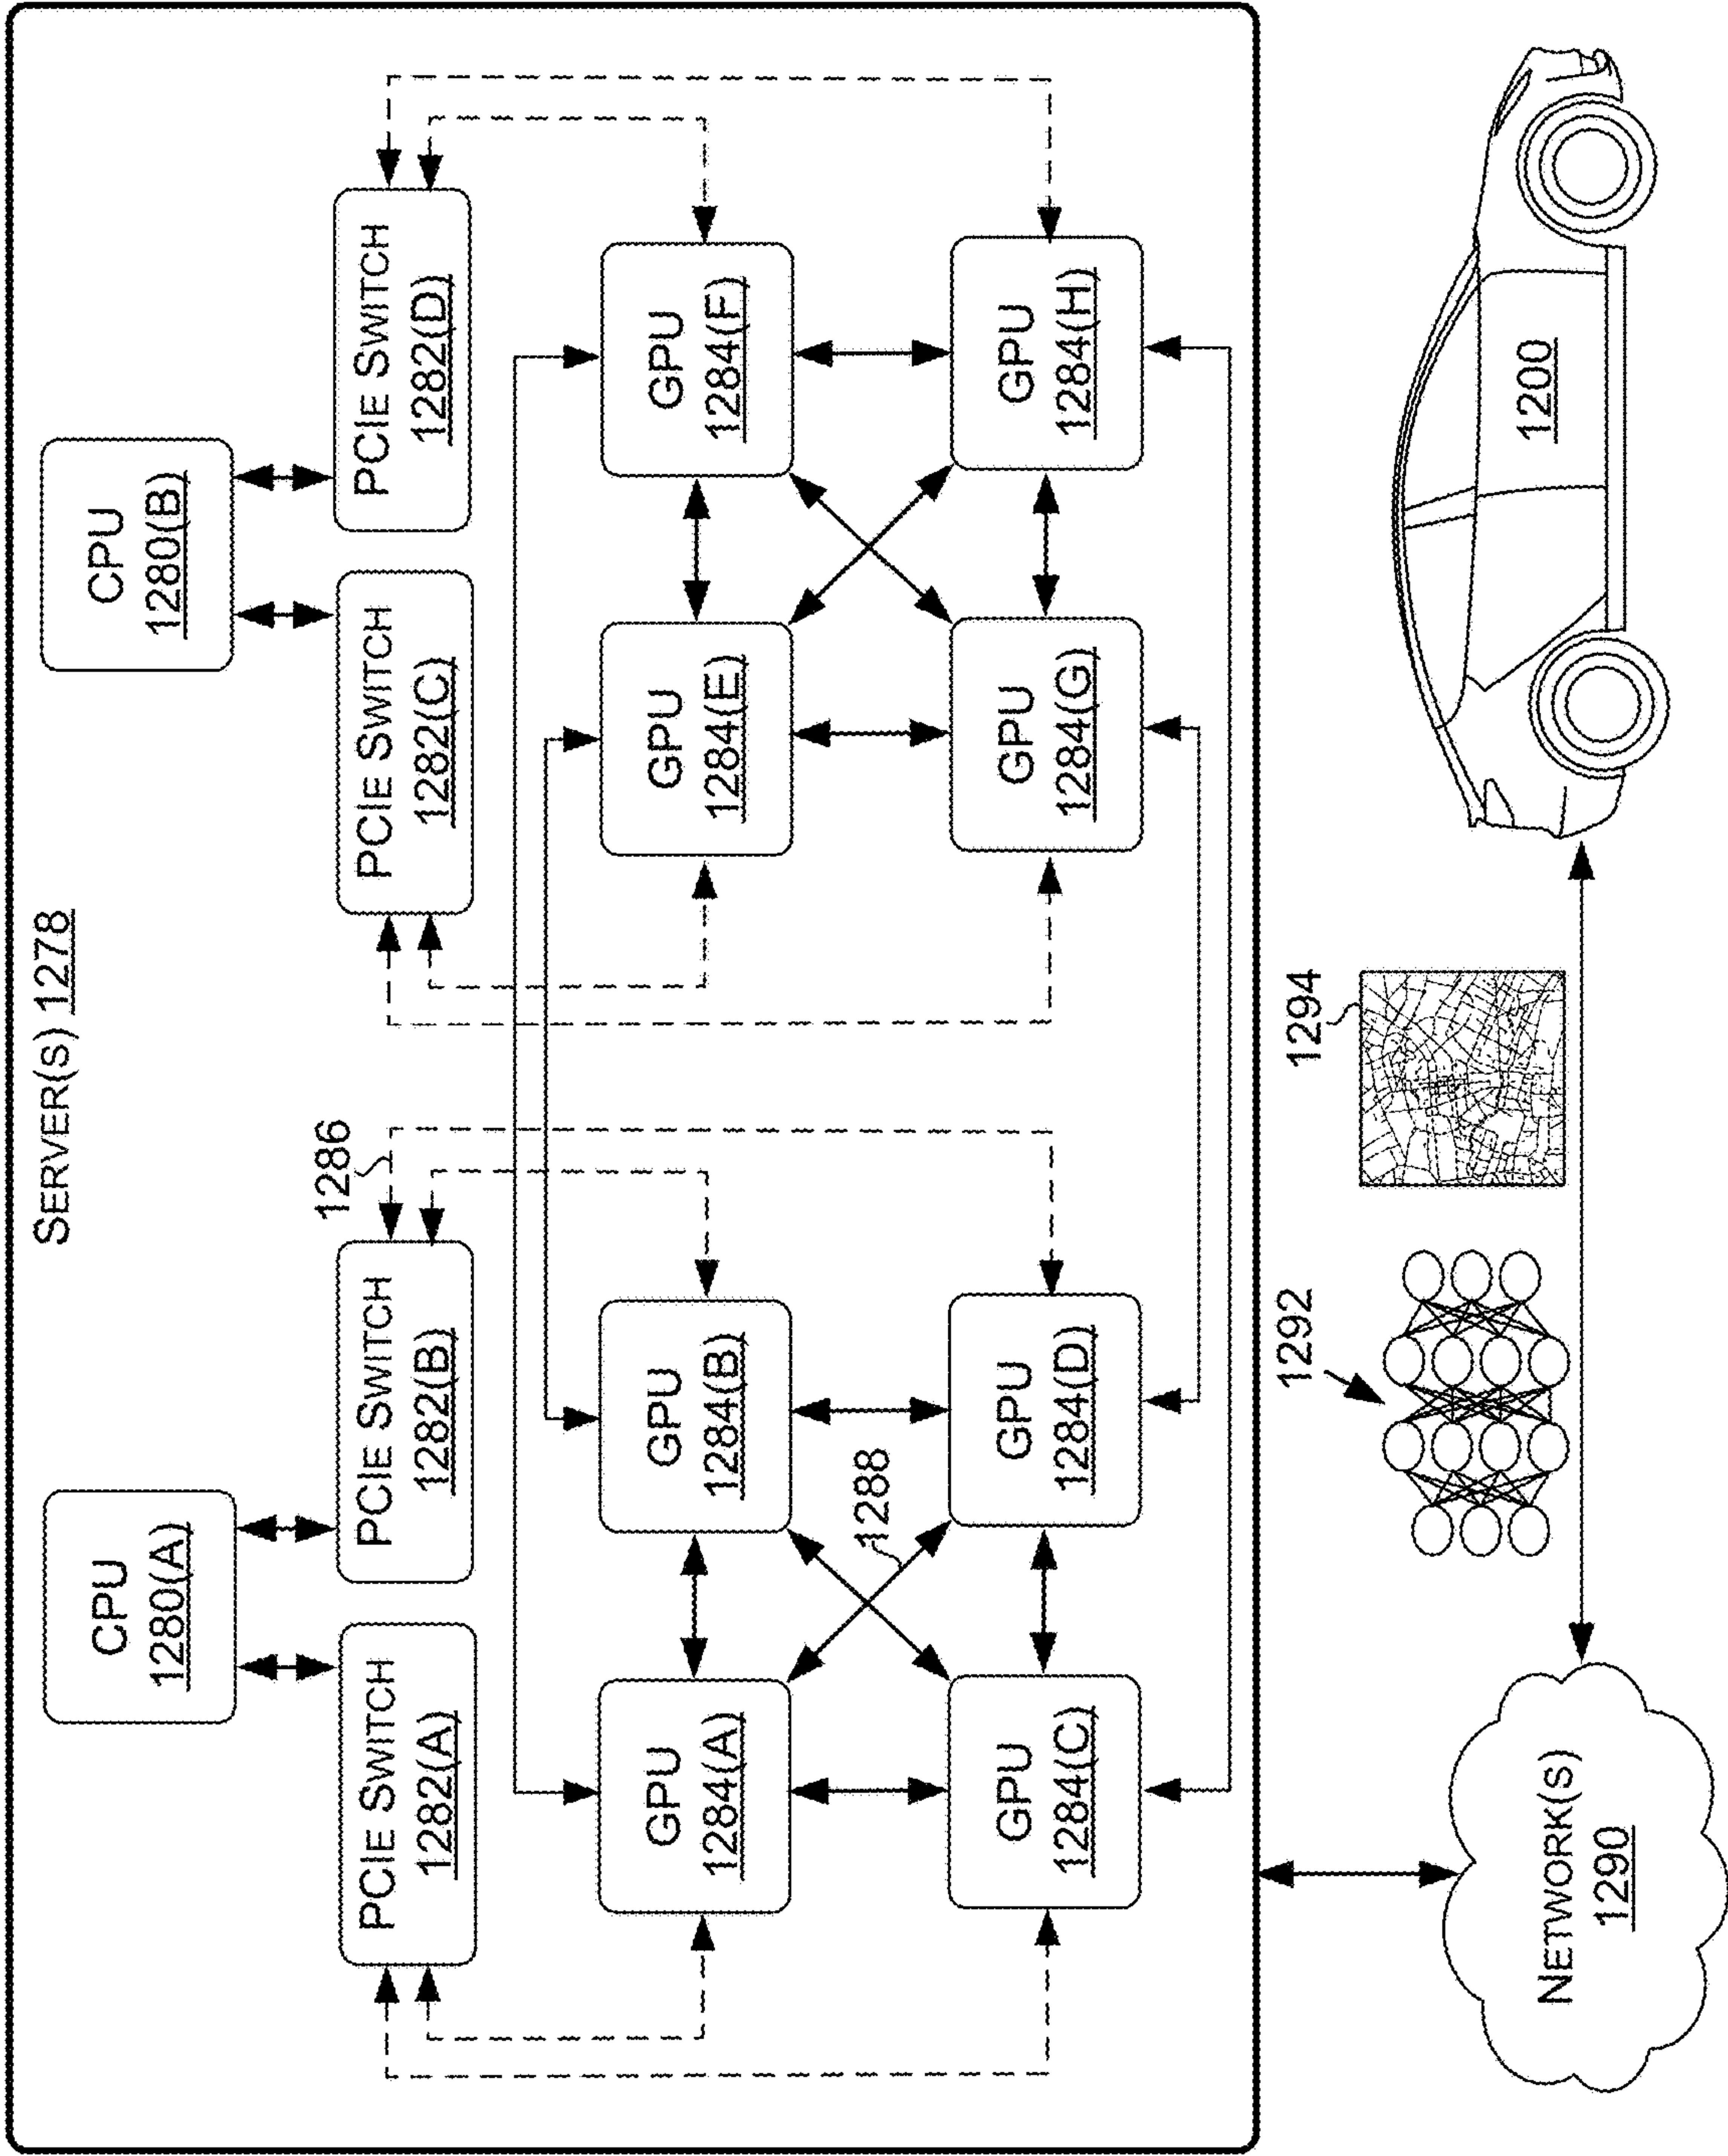 SERVER(S) 1278
CPU
1280(A)
CPU
1280(B)
PCIE SWITCH
1282(A)
PCIE SWITCH
1282(B)
1286
PCIE SWITCH
1282(C)
PCIE SWITCH
1282(D)
GPU
1284(A)
GPU
1284(B)
GPU
1284(E)
GPU
1284(F)
1288
GPU
1284(C)
GPU
1284(D)
GPU
1284(G)
GPU
1284(H)
NETWORK(S)
1290
1292
1294
1200